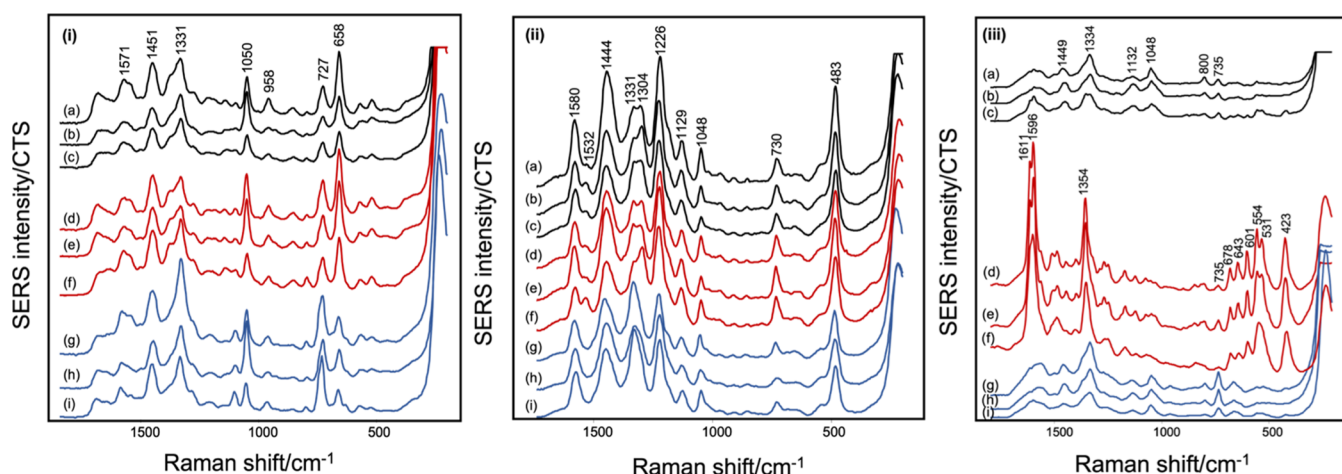 (i)
1571
1451
1331
1050
958
727
658
(a)
(b)
(c)
(d)
(e)
(f)
(g)
(h)
(i)
1500
1000
500
Raman shift/cm-1
SERS intensity/CTS
(ii)
1580
1532
1444
1331
1304
1226
1129
1048
730
483
(a)
(b)
(c)
(d)
(e)
(f)
(g)
(h)
(i)
1500
1000
500
Raman shift/cm-1
SERS intensity/CTS
(iii)
1449
1334
1132
1048
800
735
(a)
(b)
(c)
1611
1596
1354
735
678
643
601
554
531
423
(d)
(e)
(f)
(g)
(h)
(i)
1500
1000
500
Raman shift/cm-1
SERS intensity/CTS